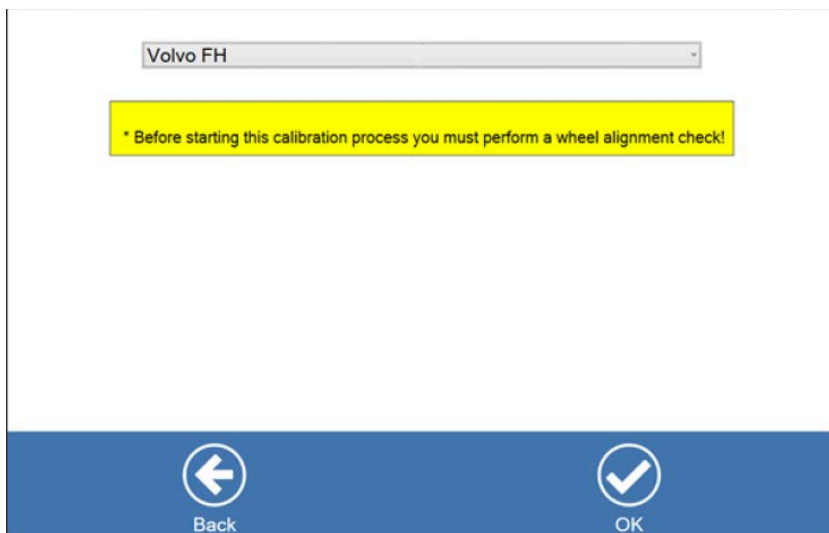 Volvo FH
* Before starting this calibration process you must perform a wheel alignment check!
Back
OK